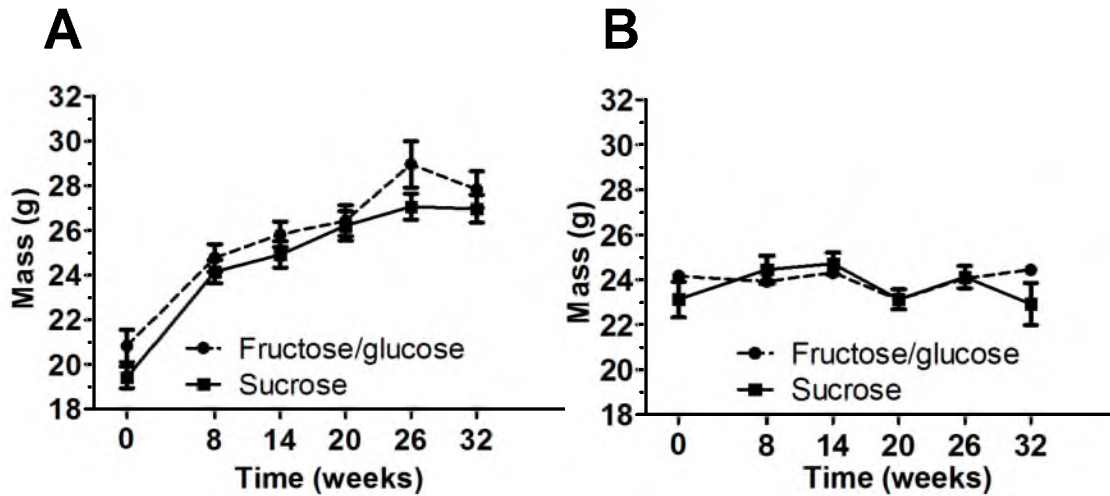 A
32
30
28
26
24
22
20
18
Mass (g)
Fructose/glucose
Sucrose
0 8 14 20 26 32
Time (weeks)
B
32
30
28
26
24
22
20
18
Mass (g)
Fructose/glucose
Sucrose
0 8 14 20 26 32
Time (weeks)